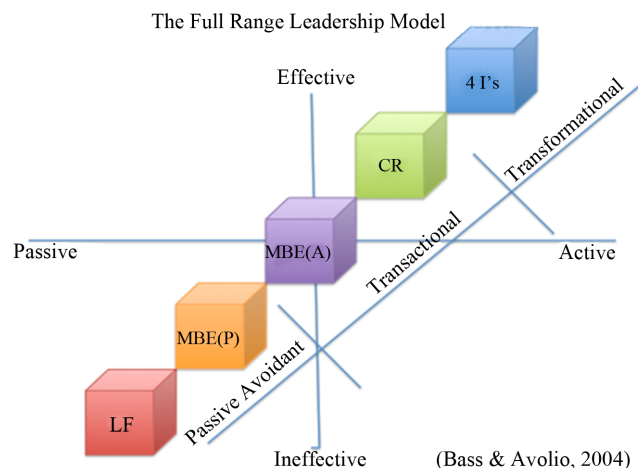 The Full Range Leadership Model
Effective
4 I's
Transformational
CR
MBE(A)
Transactional
Passive
Active
MBE(P)
Passive Avoidant
LF
Ineffective
(Bass & Avolio, 2004)